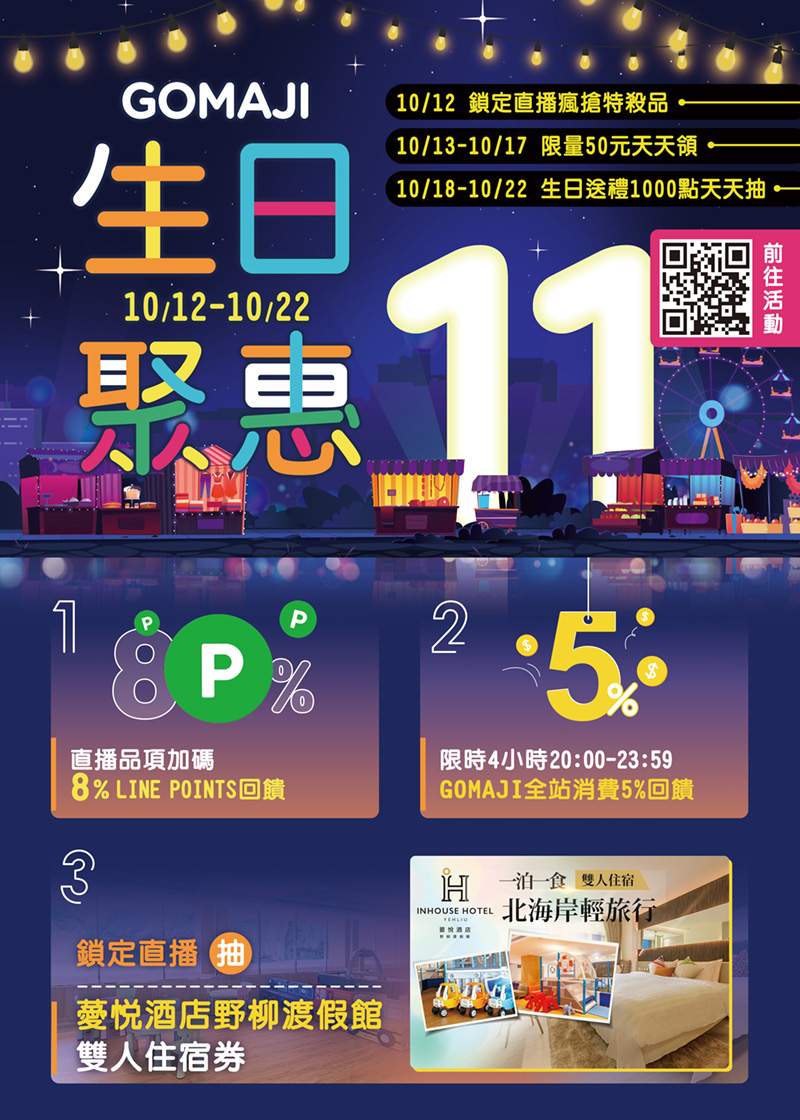 GOMAJI
生日
10/12-10/22
聚惠
11
10/12 鎖定直播瘋搶特殺品
10/13-10/17 限量50元天天領
10/18-10/22 生日送禮1000點天天抽
前往活動
1
8%
P
P
P
直播品項加碼
8% LINE POINTS回饋
2
5%
$
$
$
限時4小時20:00-23:59
GOMAJI全站消費5%回饋
3
鎖定直播 抽
薆悅酒店野柳渡假館
雙人住宿券
INHOUSE HOTEL
YEHLIU
薆悅酒店
野柳渡假館
一泊一食 雙人住宿
北海岸輕旅行